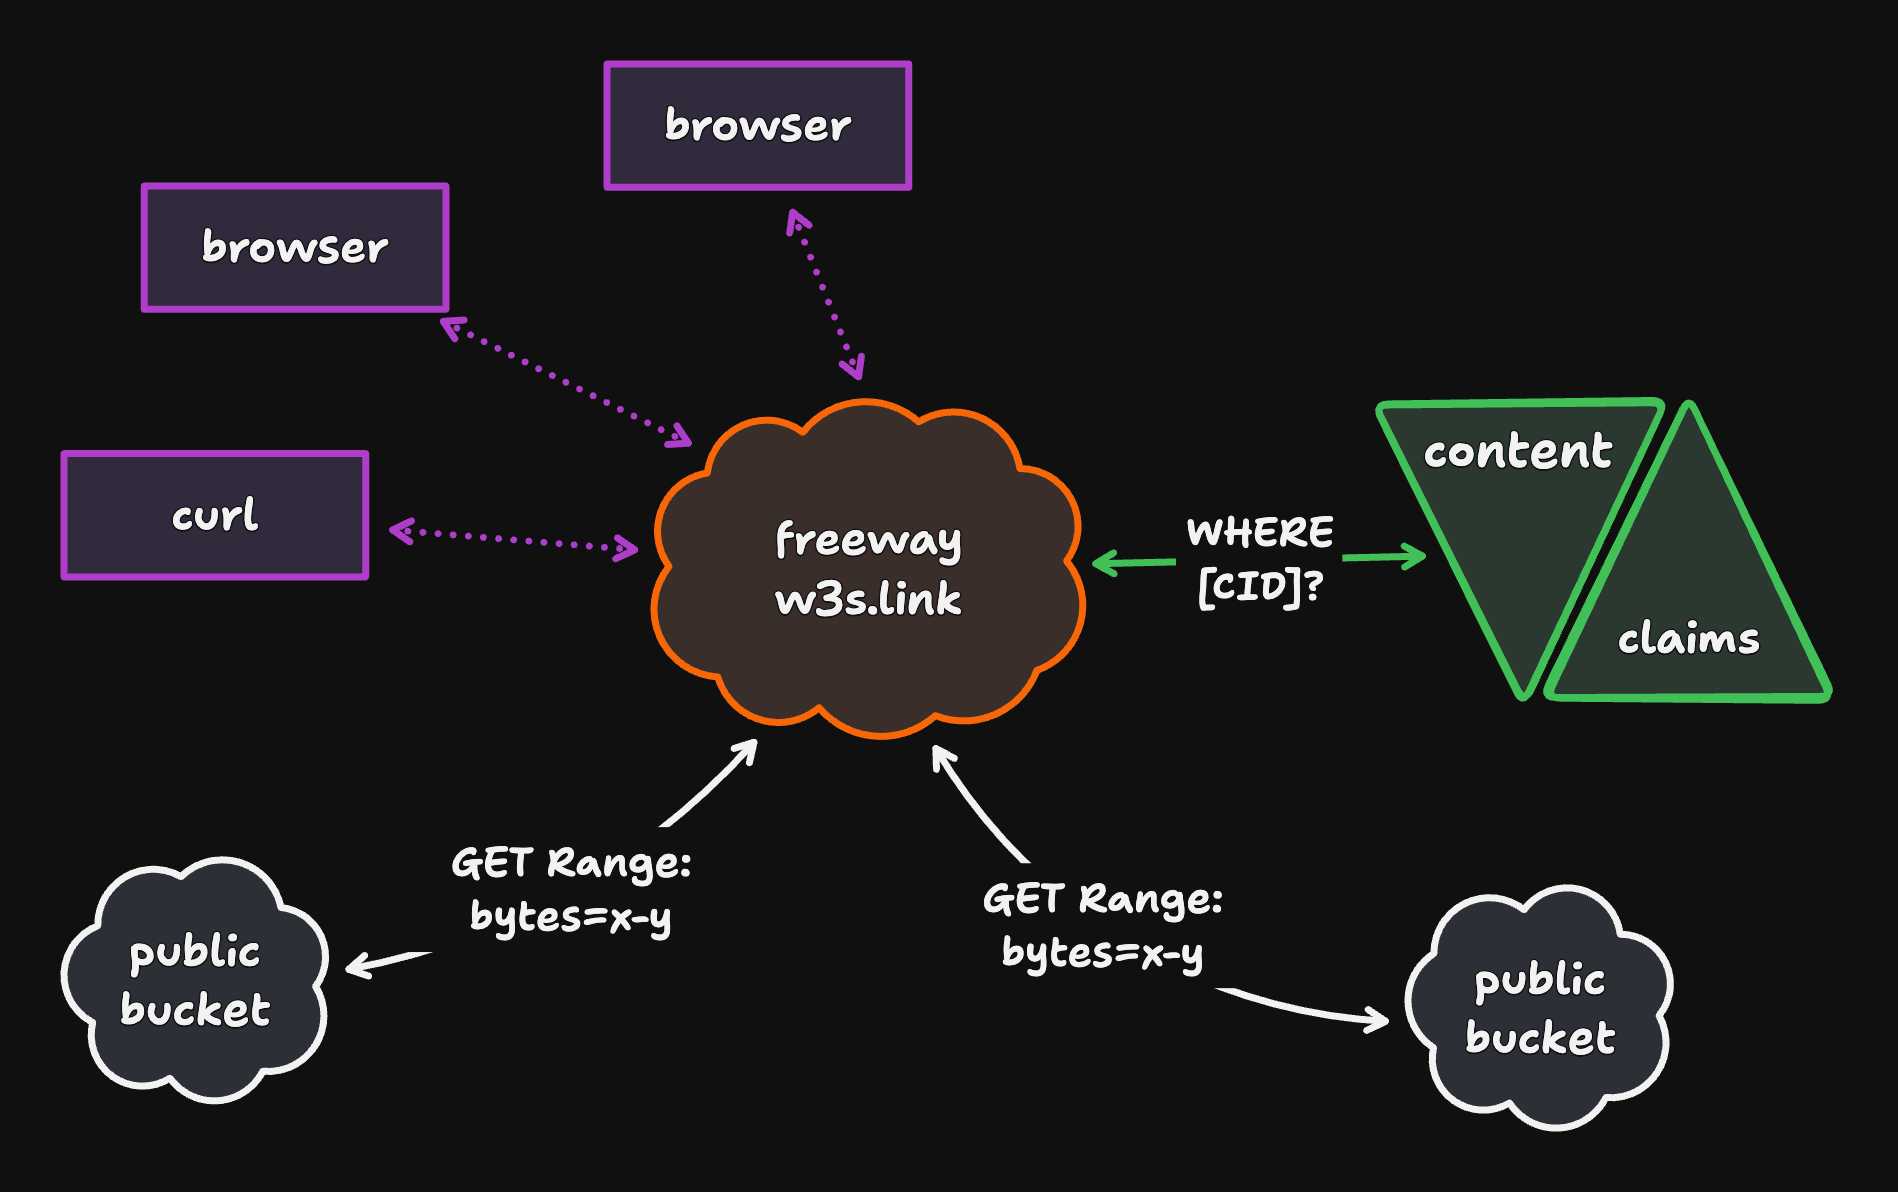 browser
browser
curl
freeway
w3s.link
WHERE
[CID]?
content
claims
GET Range:
bytes=x-y
GET Range:
bytes=x-y
public
bucket
public
bucket